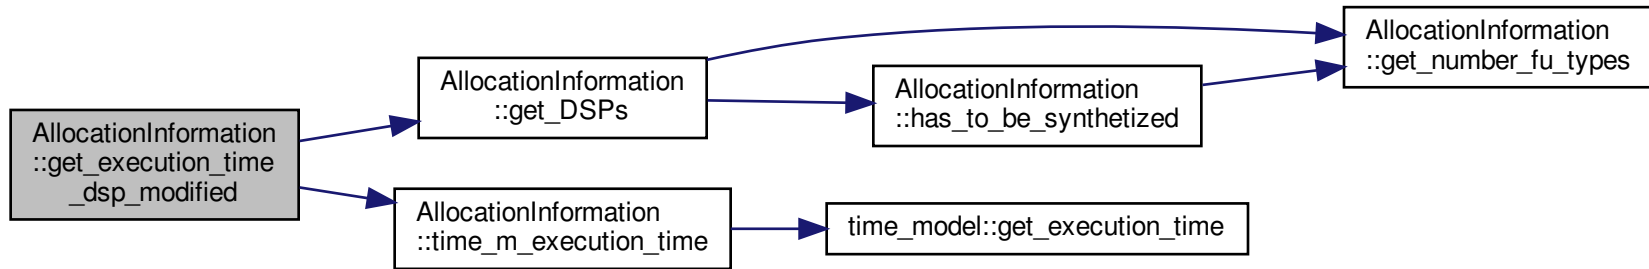 AllocationInformation
::get_execution_time
_dsp_modified
AllocationInformation
::get_DSPs
AllocationInformation
::time_m_execution_time
AllocationInformation
::has_to_be_synthetized
time_model::get_execution_time
AllocationInformation
::get_number_fu_types